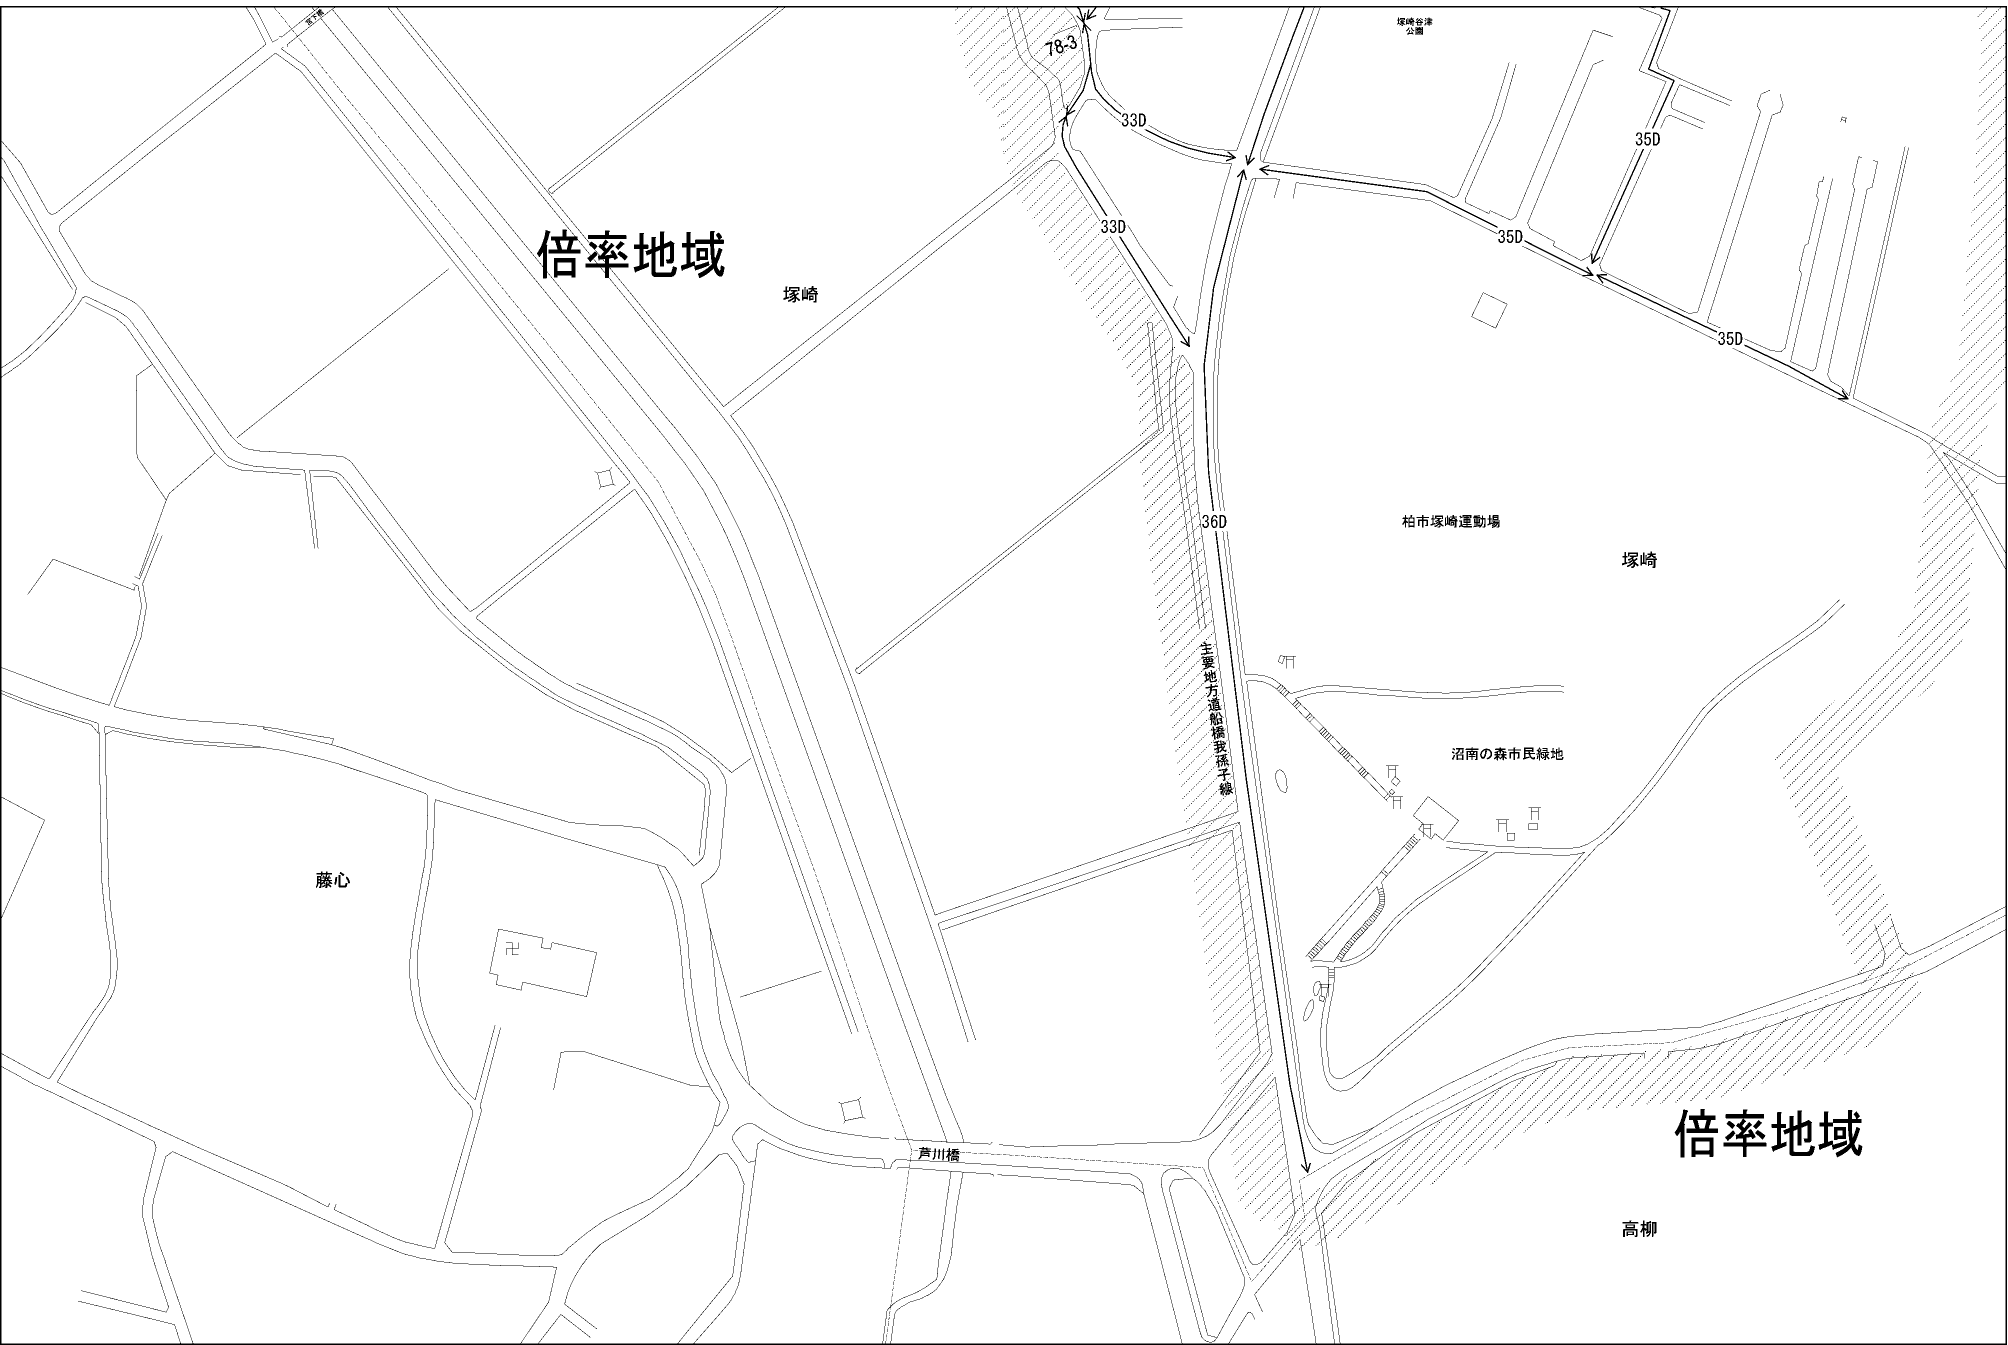 宮下橋
塚崎谷津
公園
78-3
33D
35D
33D
35D
倍率地域
塚崎
35D
36D
柏市塚崎運動場
塚崎
主要地方道船橋我孫子線
沼南の森市民緑地
藤心
倍率地域
芦川橋
高柳